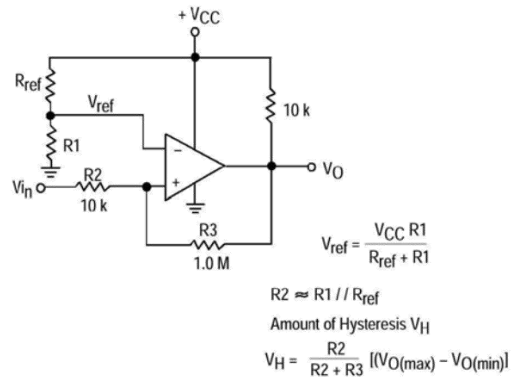 + VCC
Rref
Vref
10 k
R1
R2
Vin
10 k
−
+
VO
R3
1.0 M
Vref = VCC R1 / Rref + R1
R2 ≈ R1 // Rref
Amount of Hysteresis VH
VH = R2 / R2 + R3 [(VO(max) − VO(min)]